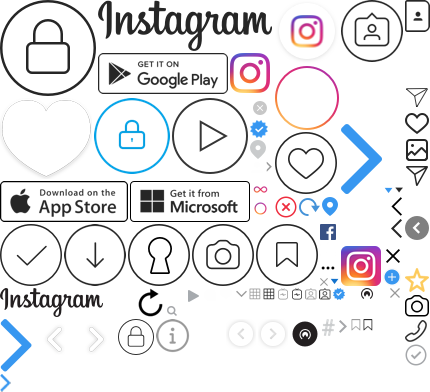 Instagram
GET IT ON
Google Play
Download on the
App Store
Get it from
Microsoft
Instagram